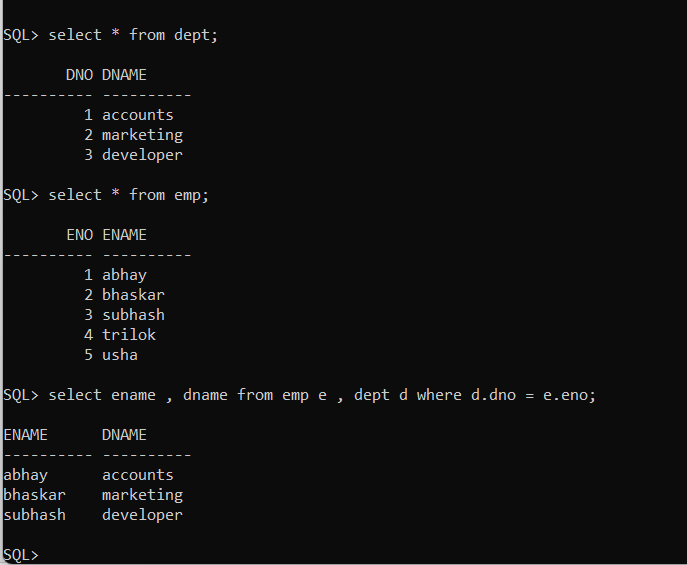 SQL> select * from dept;
       DNO DNAME
---------- ----------
         1 accounts
         2 marketing
         3 developer
SQL> select * from emp;
       ENO ENAME
---------- ----------
         1 abhay
         2 bhaskar
         3 subhash
         4 trilok
         5 usha
SQL> select ename , dname from emp e , dept d where d.dno = e.eno;
ENAME      DNAME
---------- ----------
abhay      accounts
bhaskar    marketing
subhash    developer
SQL>